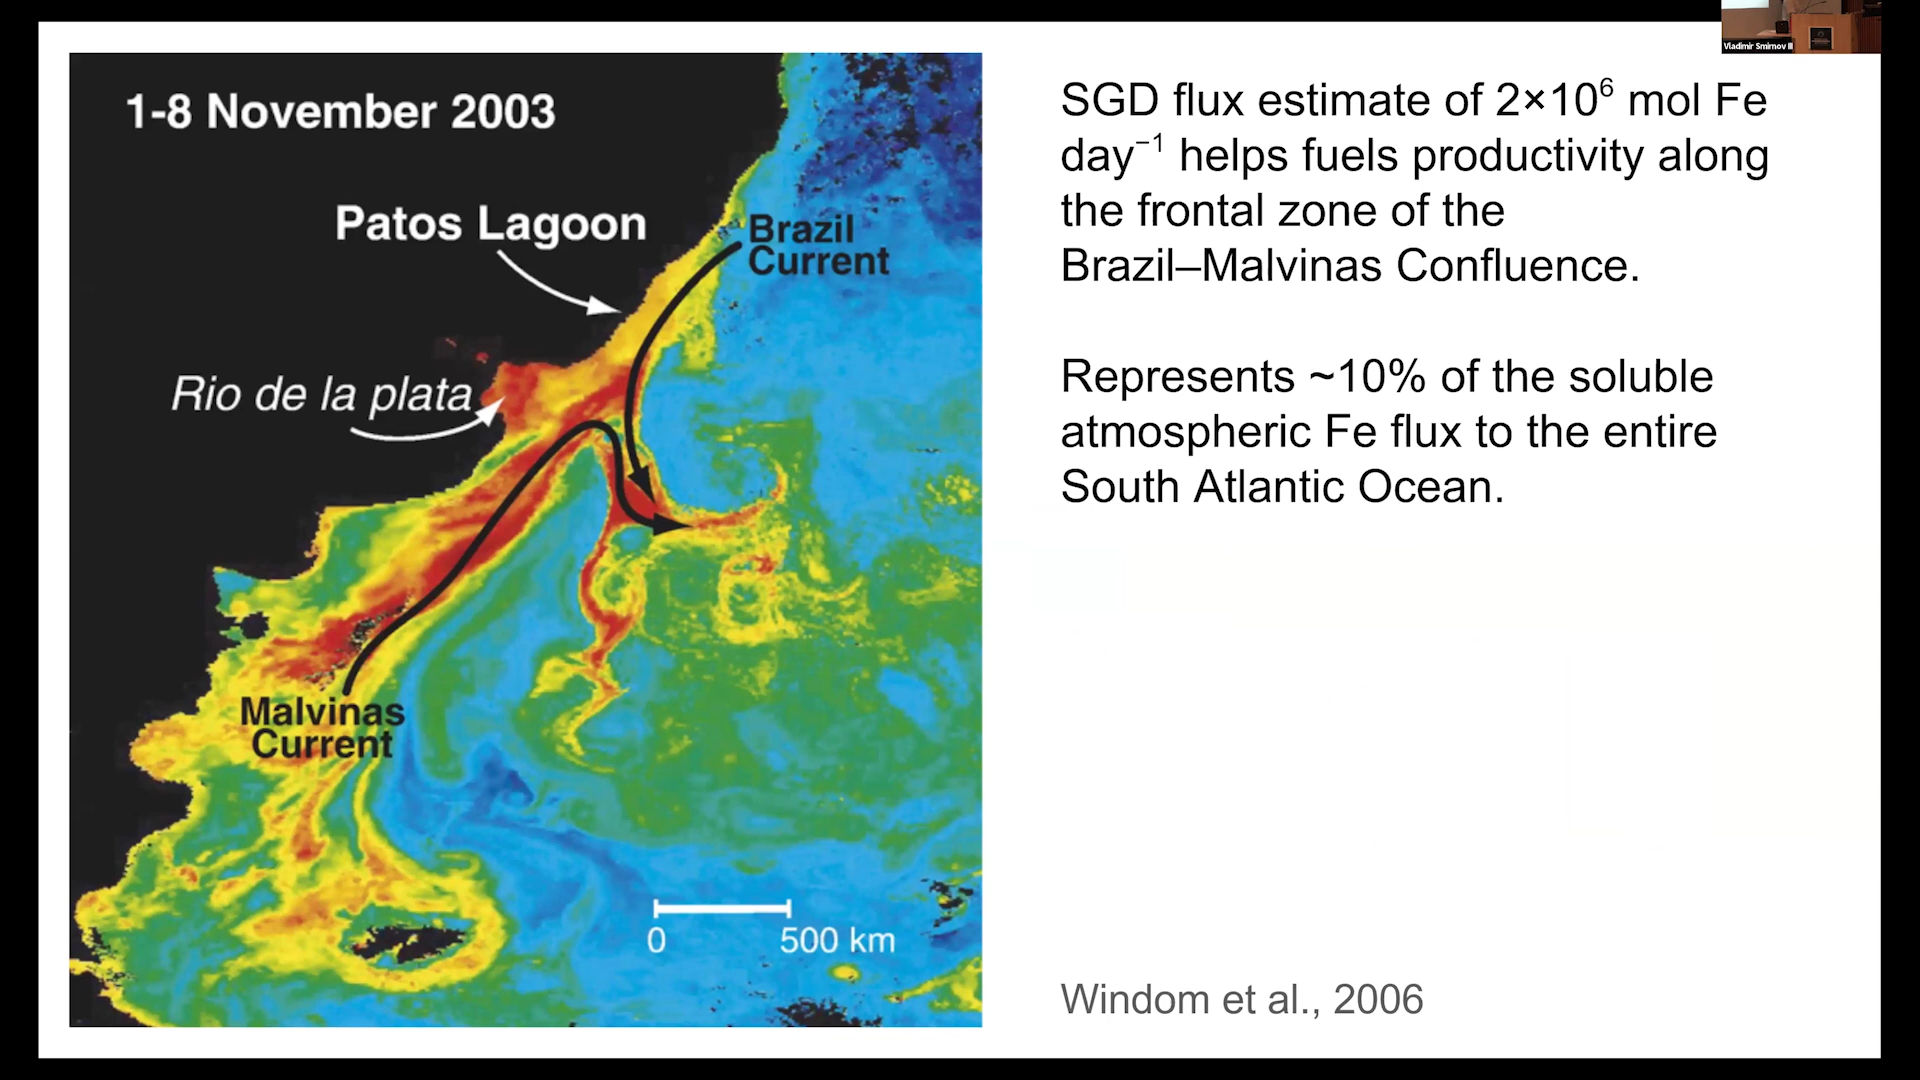 1-8 November 2003
Patos Lagoon
Brazil
Current
Rio de la plata
Malvinas
Current
0
500 km
SGD flux estimate of 2×10⁶ mol Fe
day⁻¹ helps fuels productivity along
the frontal zone of the
Brazil–Malvinas Confluence.
Represents ~10% of the soluble
atmospheric Fe flux to the entire
South Atlantic Ocean.
Windom et al., 2006
Vladimir Smirnov II